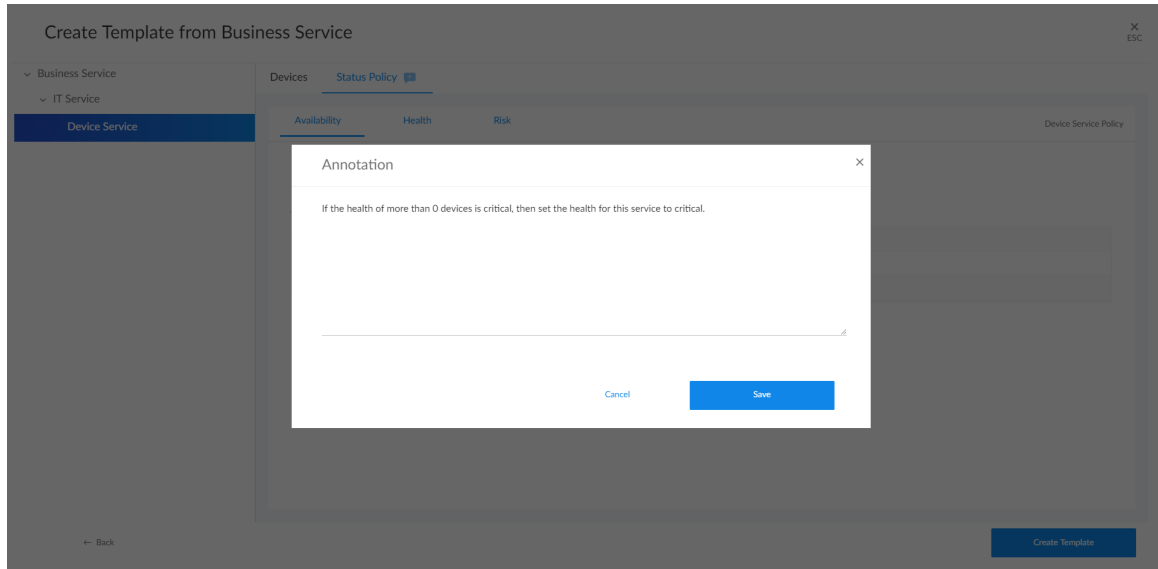 Create Template from Business Service
ESC
Business Service
IT Service
Device Service
Devices
Status Policy
Availability
Health
Risk
Device Service Policy
Annotation
If the health of more than 0 devices is critical, then set the health for this service to critical.
Cancel
Save
← Back
Create Template